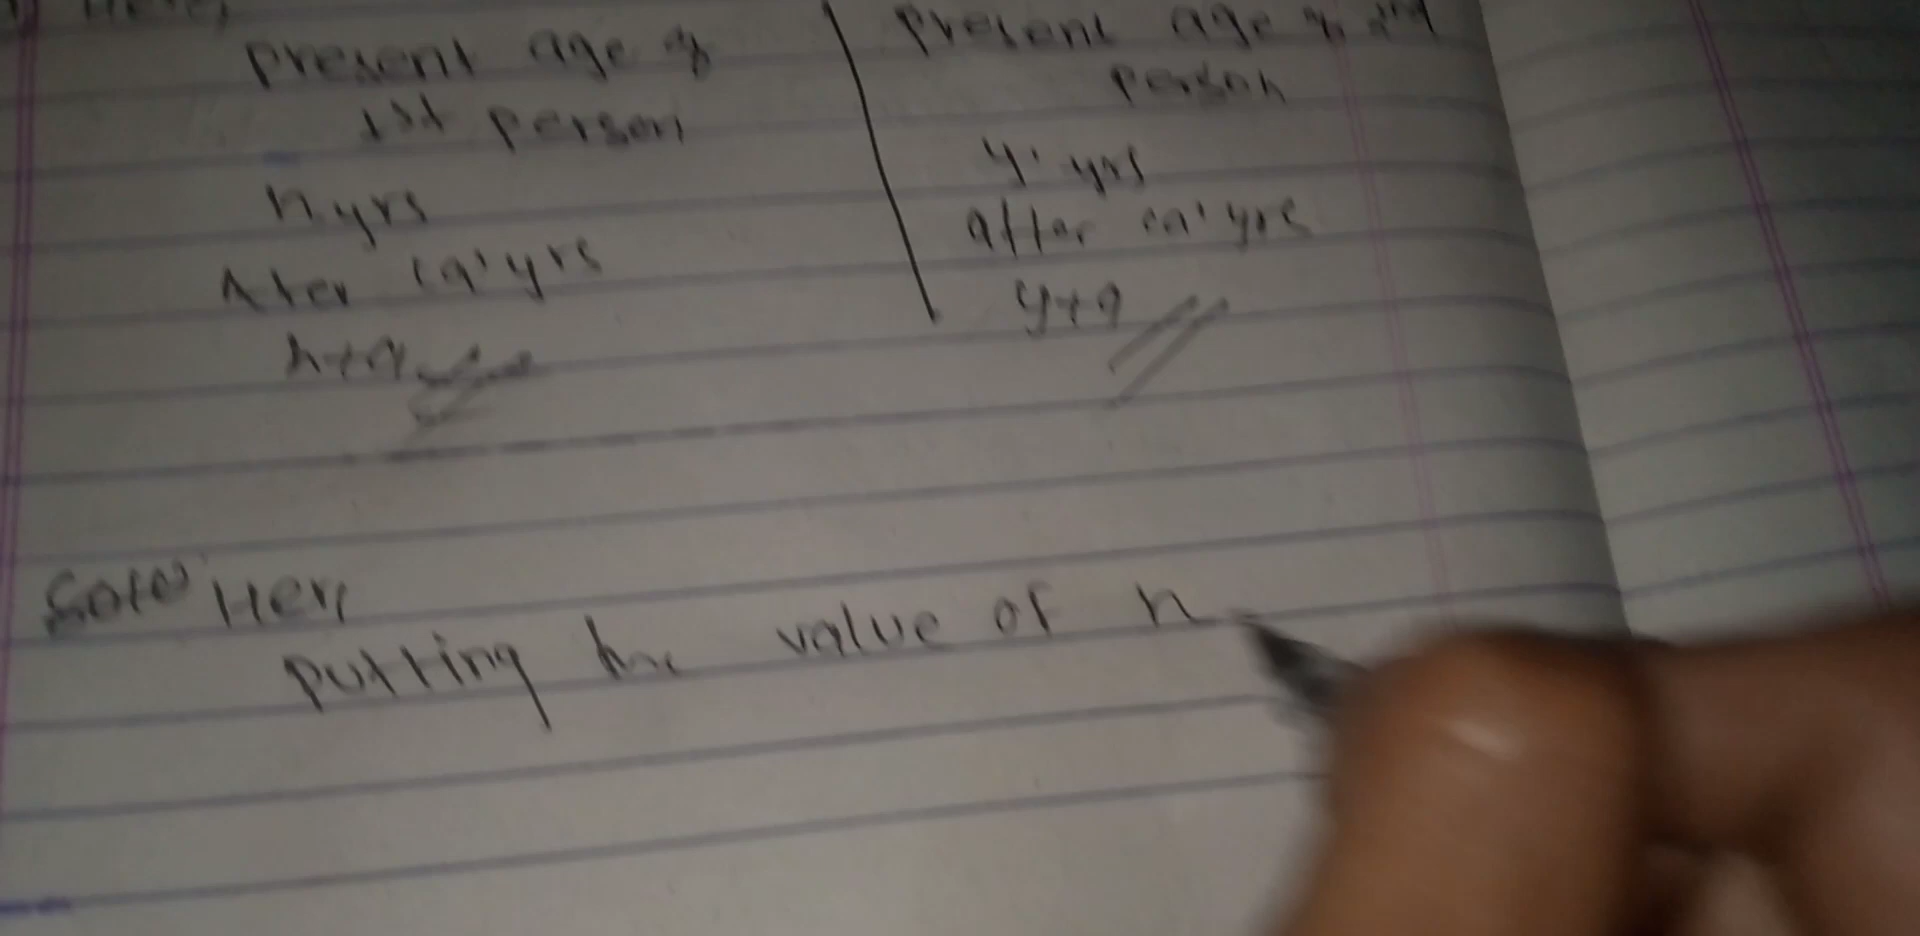 Here,
present age of
1st person
n yrs
After 'a' yrs
n+a
present age of 2nd
person
y' yrs
after 'a' yrs
y+a
Here
putting the value of n